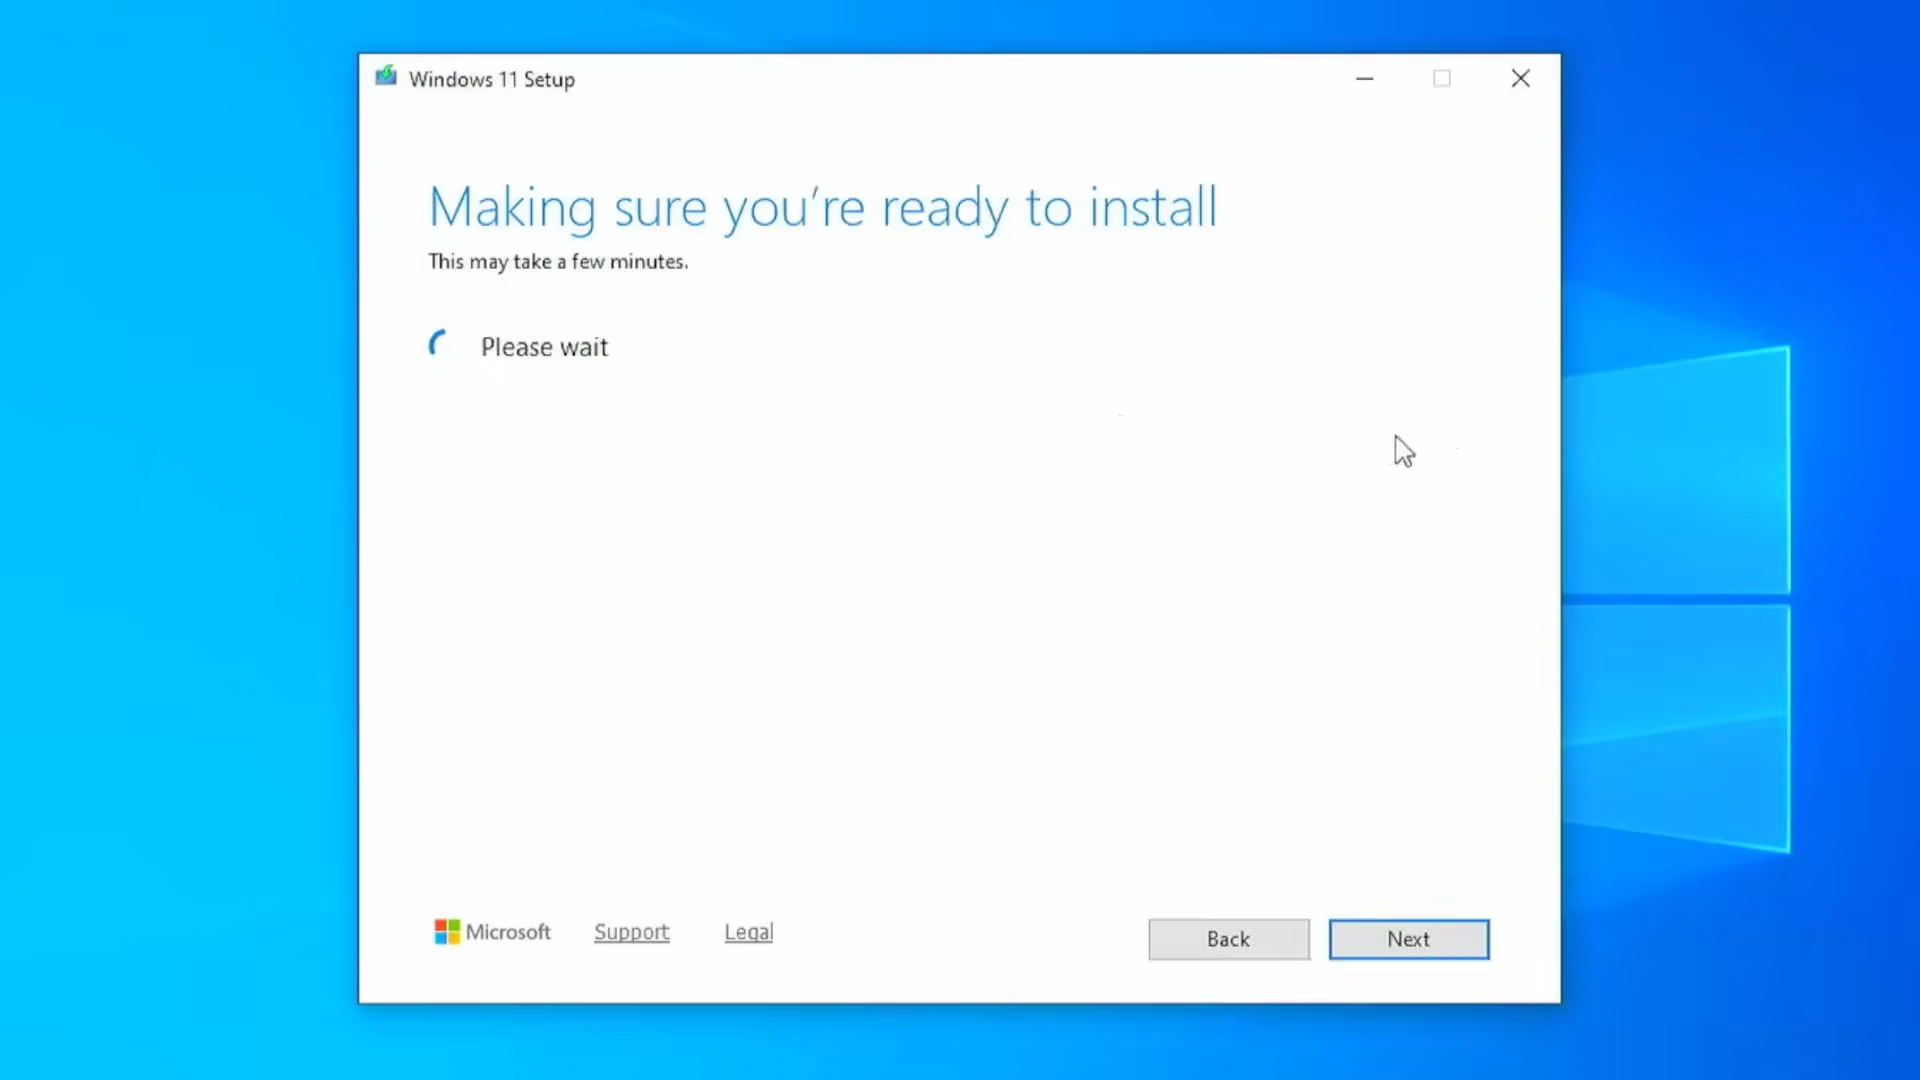 Windows 11 Setup
Making sure you're ready to install
This may take a few minutes.
Please wait
Microsoft Support Legal
Back Next